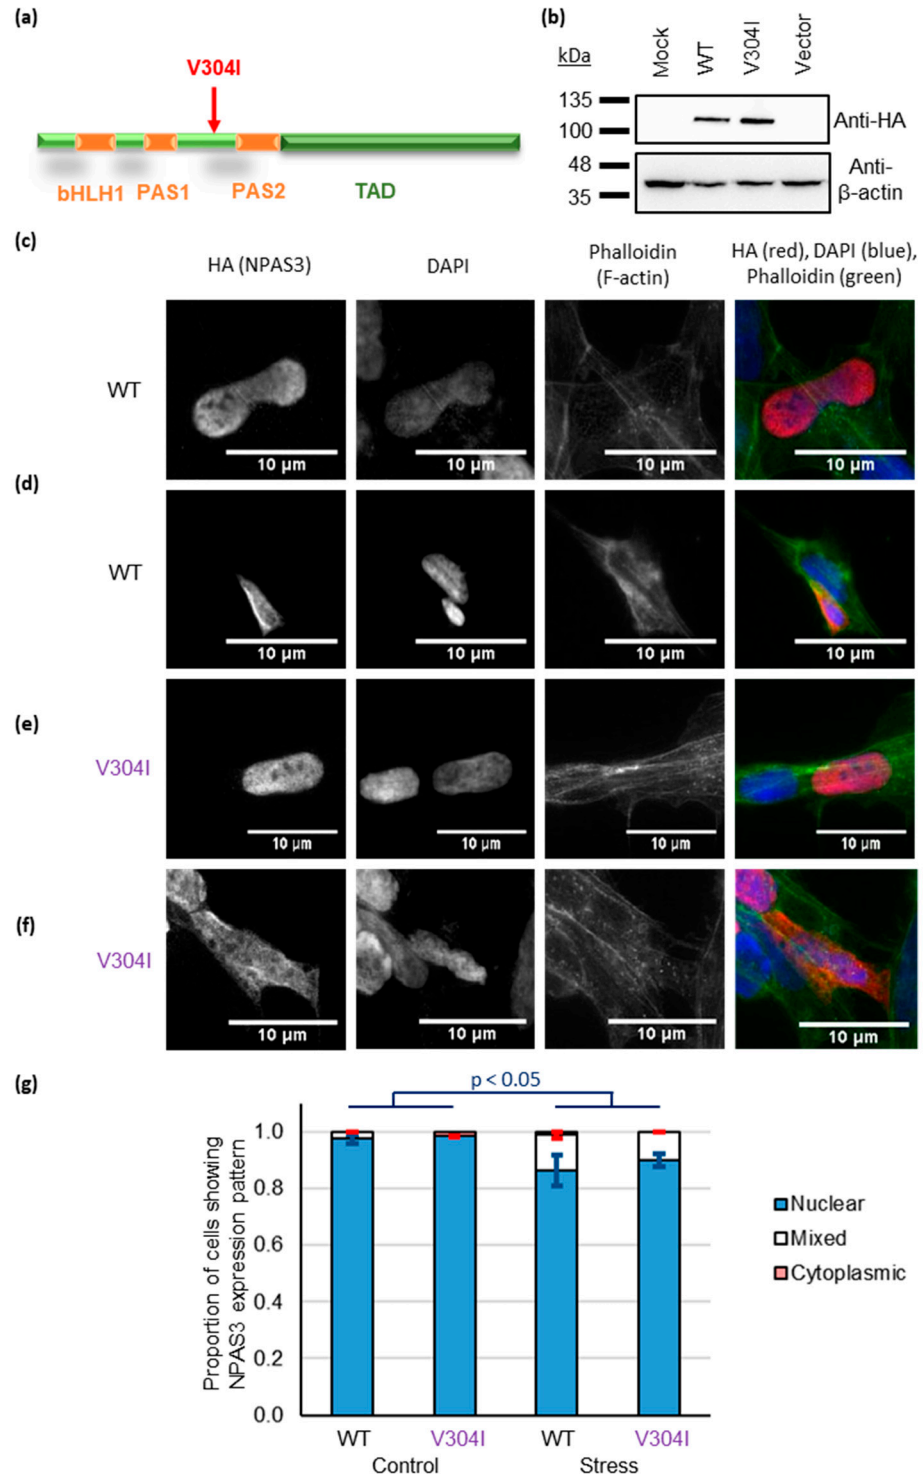 (a)
V304I
bHLH1 PAS1 PAS2 TAD
(b)
kDa
Mock
WT
V304I
Vector
135
100
Anti-HA
48
35
Anti-
β-actin
(c)
HA (NPAS3)
DAPI
Phalloidin
(F-actin)
HA (red), DAPI (blue),
Phalloidin (green)
WT
10 µm 10 µm 10 µm 10 µm
(d)
WT
10 µm 10 µm 10 µm 10 µm
(e)
V304I
10 µm 10 µm 10 µm 10 µm
(f)
V304I
10 µm 10 µm 10 µm 10 µm
(g)
p < 0.05
Proportion of cells showing
NPAS3 expression pattern
1.0
0.8
0.6
0.4
0.2
0.0
WT V304I WT V304I
Control Stress
Nuclear
Mixed
Cytoplasmic